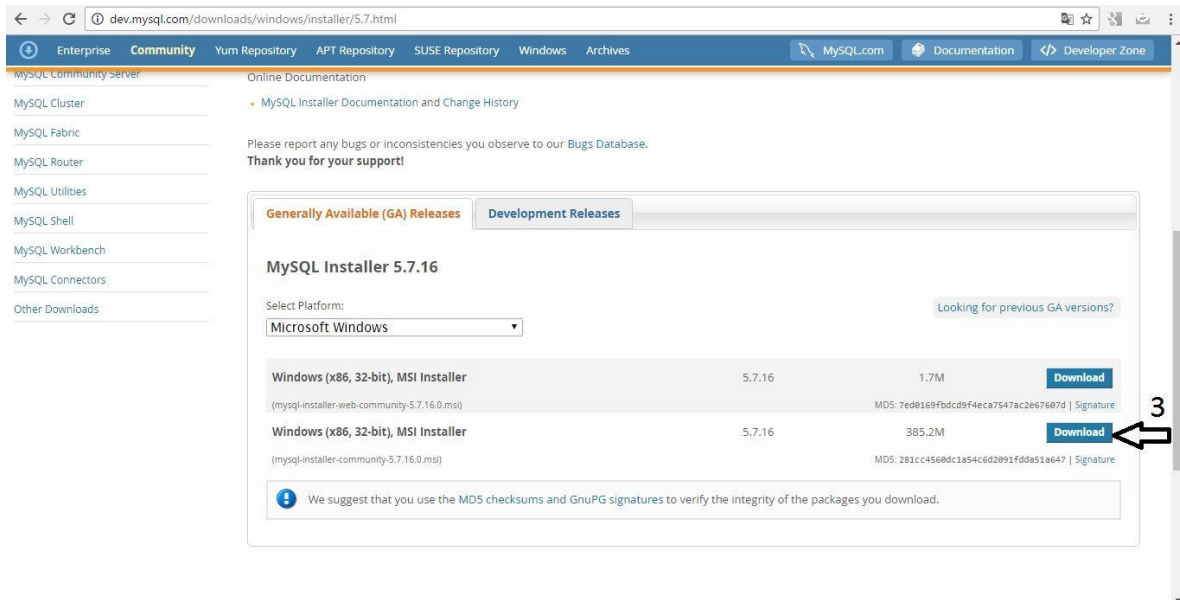 dev.mysql.com/downloads/windows/installer/5.7.html
Enterprise Community Yum Repository APT Repository SUSE Repository Windows Archives MySQL.com Documentation Developer Zone
MySQL Community Server
MySQL Cluster
MySQL Fabric
MySQL Router
MySQL Utilities
MySQL Shell
MySQL Workbench
MySQL Connectors
Other Downloads
Online Documentation
MySQL Installer Documentation and Change History
Please report any bugs or inconsistencies you observe to our Bugs Database.
Thank you for your support!
Generally Available (GA) Releases Development Releases
MySQL Installer 5.7.16
Select Platform:
Looking for previous GA versions?
Microsoft Windows
Windows (x86, 32-bit), MSI Installer 5.7.16 1.7M Download
(mysql-installer-web-community-5.7.16.0.msi) MD5: 7ed0169fbdcd9f4eca7547ac2e67607d | Signature
3
Windows (x86, 32-bit), MSI Installer 5.7.16 385.2M Download
(mysql-installer-community-5.7.16.0.msi) MD5: 281cc4560dc1a54c6d2091fdda51a647 | Signature
We suggest that you use the MD5 checksums and GnuPG signatures to verify the integrity of the packages you download.